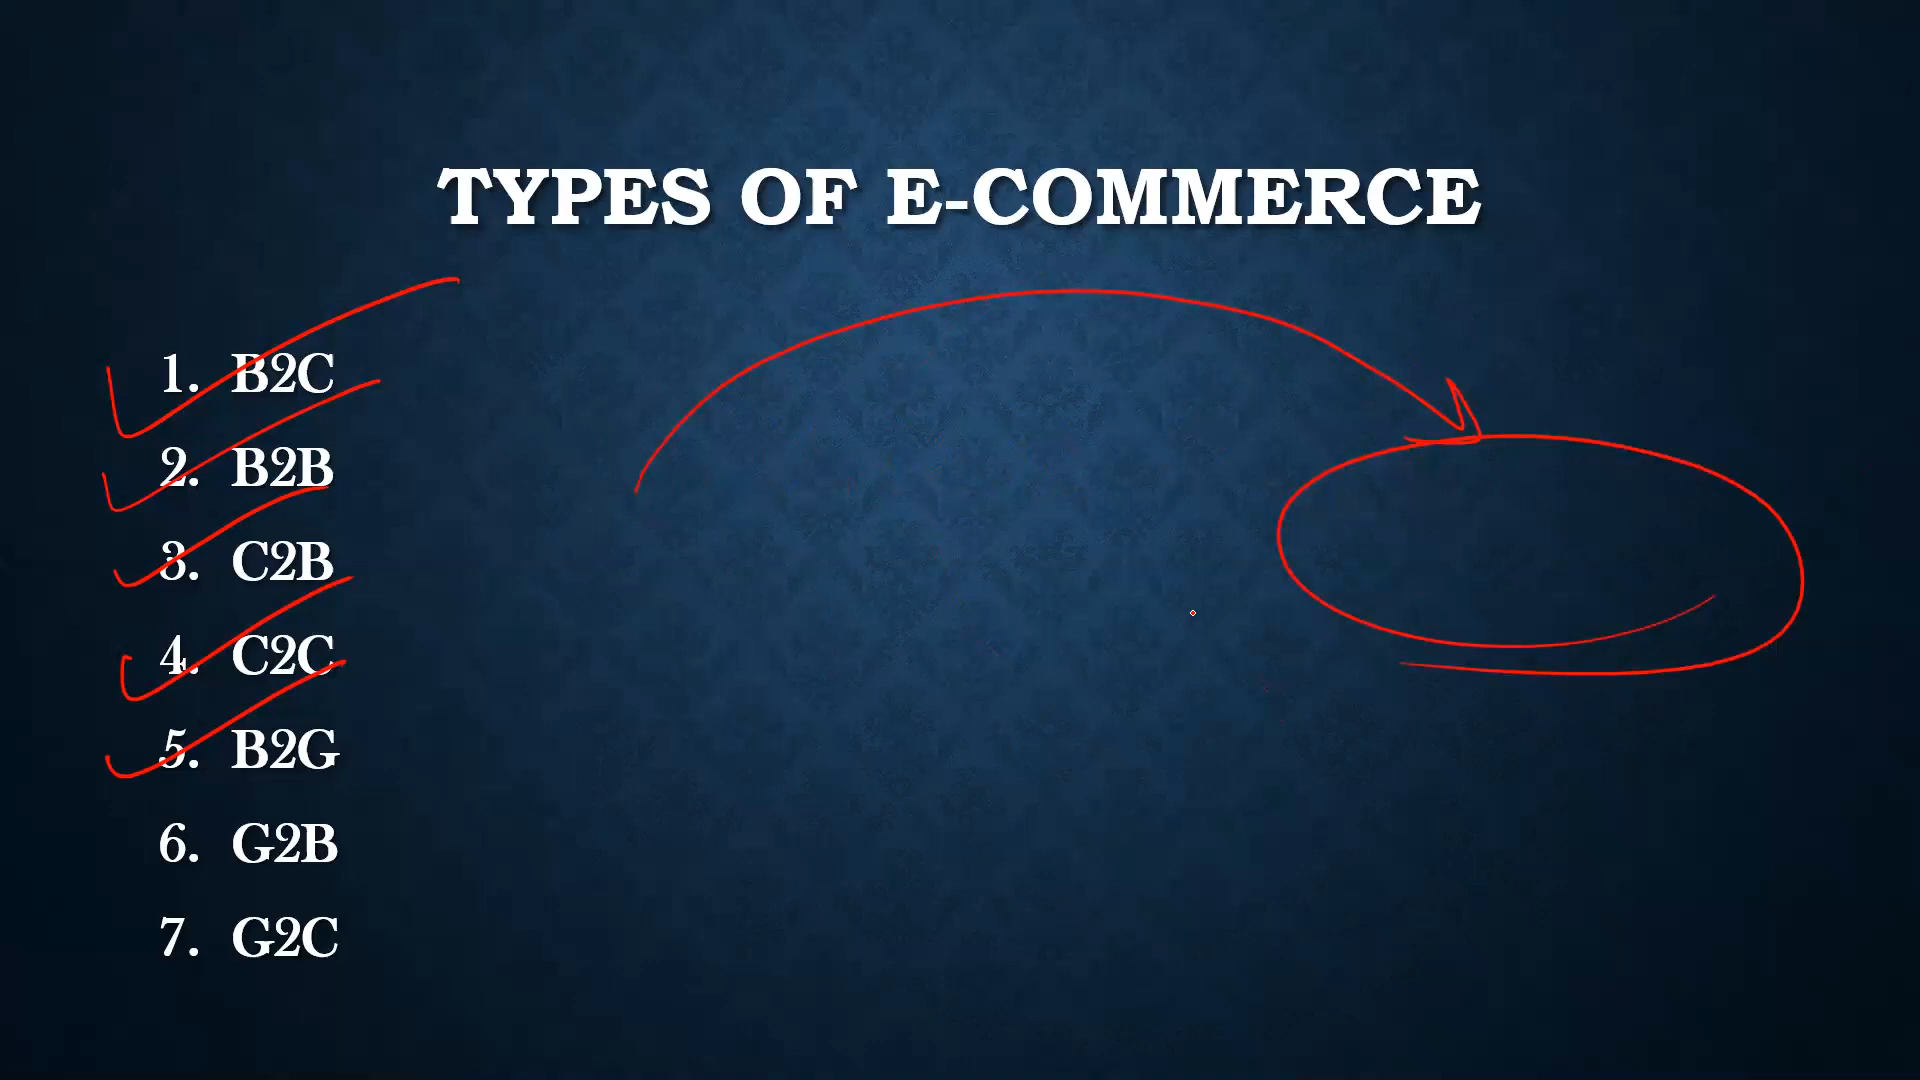 TYPES OF E-COMMERCE
1. B2C
2. B2B
3. C2B
4. C2C
5. B2G
6. G2B
7. G2C